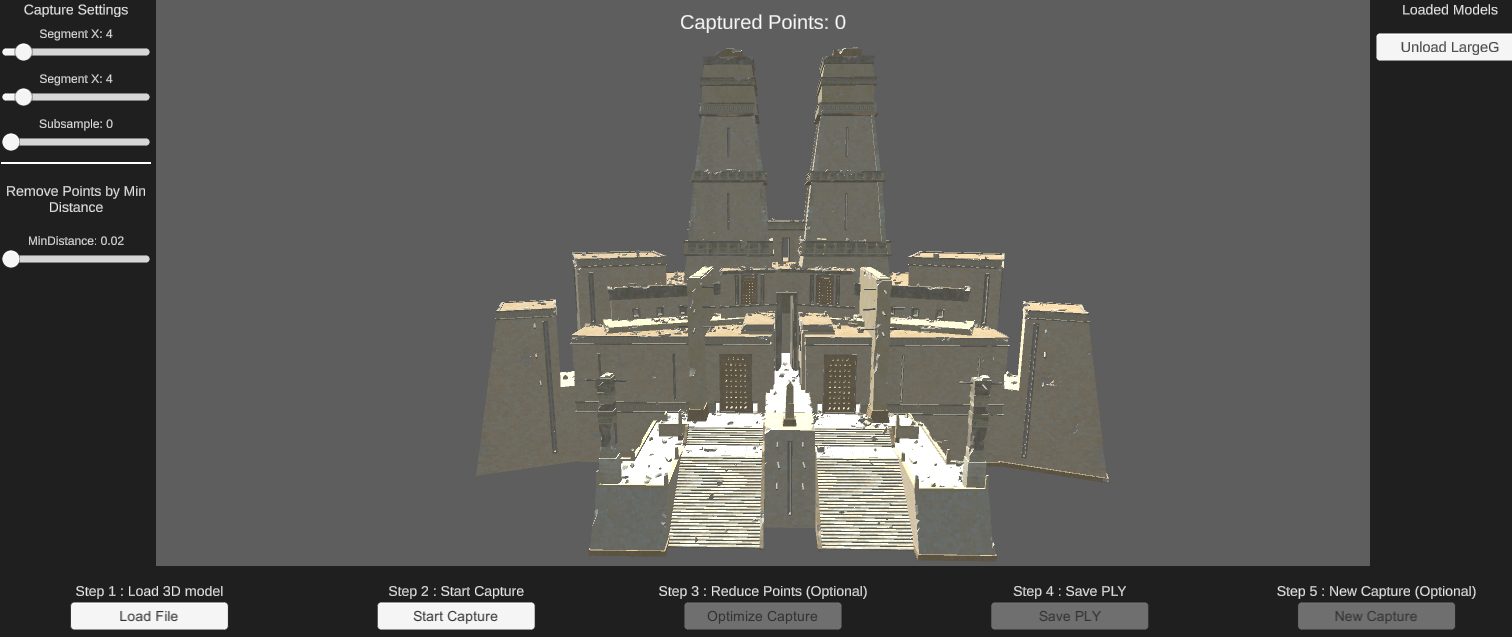 Capture Settings
Segment X: 4
Segment X: 4
Subsample: 0
Remove Points by Min
Distance
MinDistance: 0.02
Captured Points: 0
Loaded Models
Unload LargeG
Step 1 : Load 3D model
Load File
Step 2 : Start Capture
Start Capture
Step 3 : Reduce Points (Optional)
Optimize Capture
Step 4 : Save PLY
Save PLY
Step 5 : New Capture (Optional)
New Capture